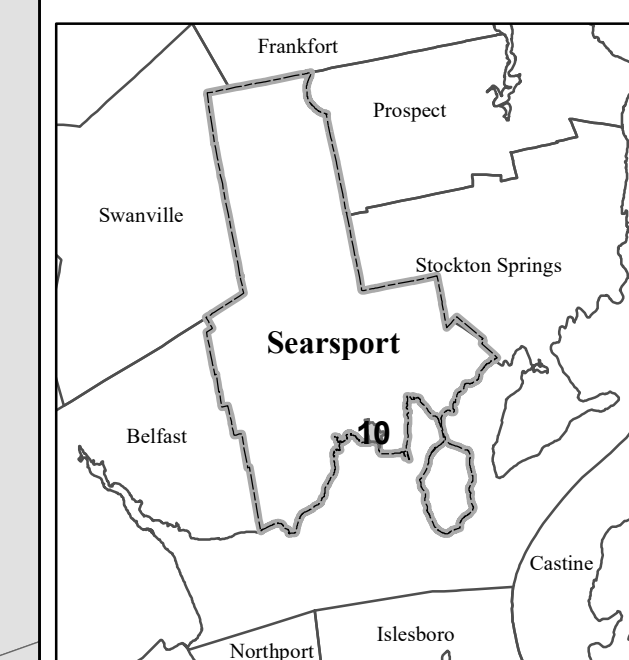 Frankfort
Prospect
Swanville
Stockton Springs
Searsport
10
Belfast
Castine
Islesboro
Northport